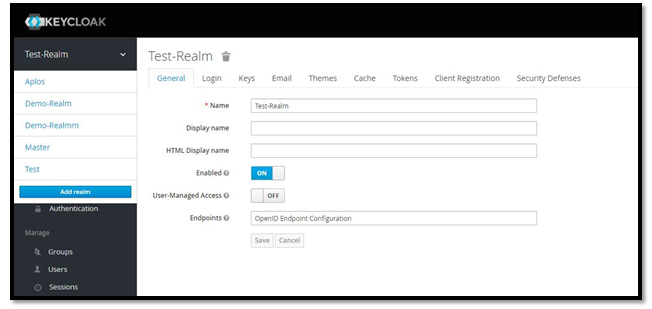 KEYCLOAK
Test-Realm
Aplos
Demo-Realm
Demo-Realmm
Master
Test
Add realm
Authentication
Manage
Groups
Users
Sessions
Test-Realm
General Login Keys Email Themes Cache Tokens Client Registration Security Defenses
* Name Test-Realm
Display name
HTML Display name
Enabled ON
User-Managed Access OFF
Endpoints OpenID Endpoint Configuration
Save Cancel